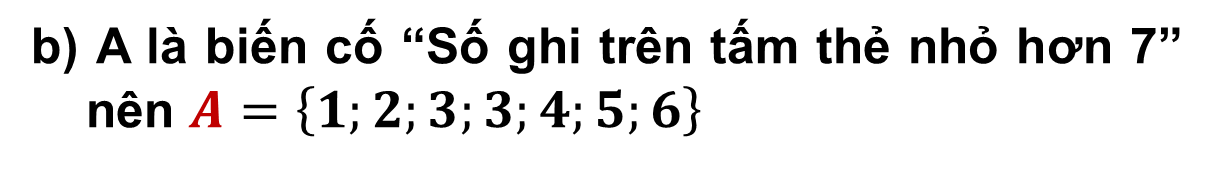 b) A là biến cố “Số ghi trên tấm thẻ nhỏ hơn 7”
nên A = {1; 2; 3; 3; 4; 5; 6}